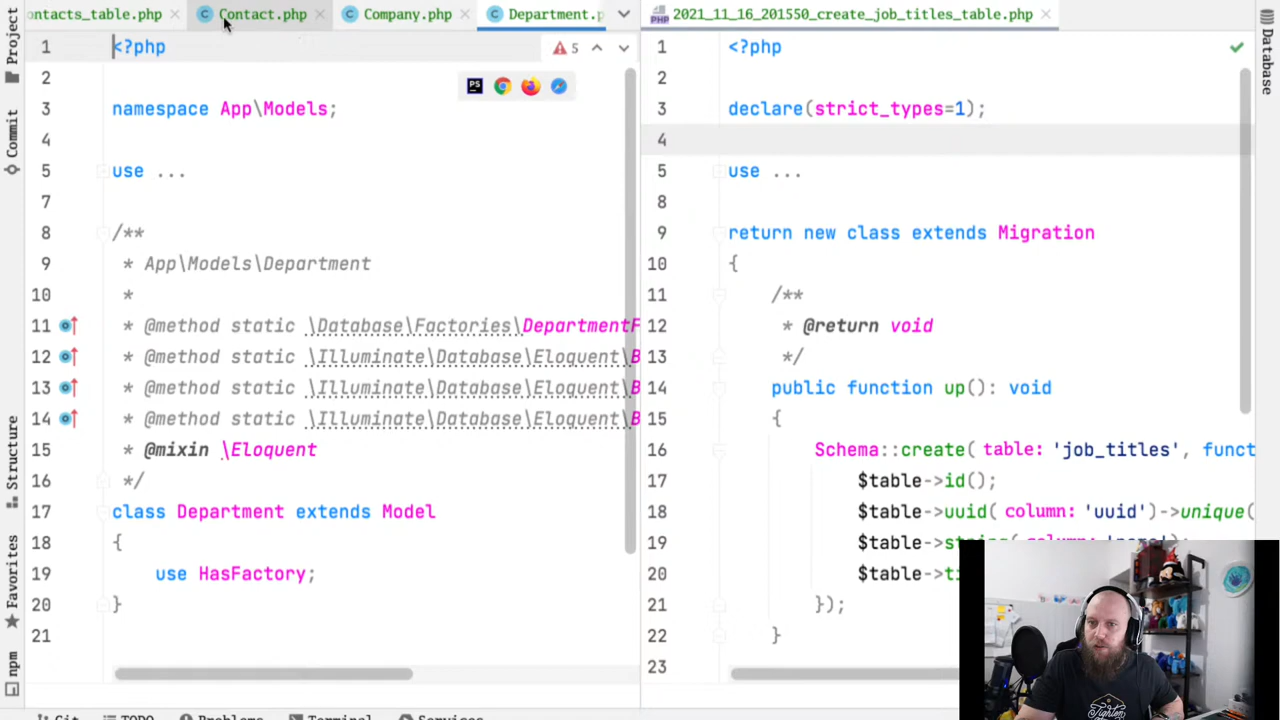 ontacts_table.php
Contact.php
Company.php
Department.p
2021_11_16_201550_create_job_titles_table.php
Project
Commit
Structure
Favorites
npm
1 <?php
5
2
3 namespace App\Models;
4
5 use ...
7
8 /**
9 * App\Models\Department
10 *
11 * @method static \Database\Factories\DepartmentF
12 * @method static \Illuminate\Database\Eloquent\B
13 * @method static \Illuminate\Database\Eloquent\B
14 * @method static \Illuminate\Database\Eloquent\B
15 * @mixin \Eloquent
16 */
17 class Department extends Model
18 {
19 use HasFactory;
20 }
21
1 <?php
2
3 declare(strict_types=1);
4
5 use ...
8
9 return new class extends Migration
10 {
11 /**
12 * @return void
13 */
14 public function up(): void
15 {
16 Schema::create( table: 'job_titles', funct
17 $table->id();
18 $table->uuid( column: 'uuid')->unique(
19 $table->st
20 $table->ti
21 });
22 }
23
Database
Git
TODO
Problems
Terminal
Services